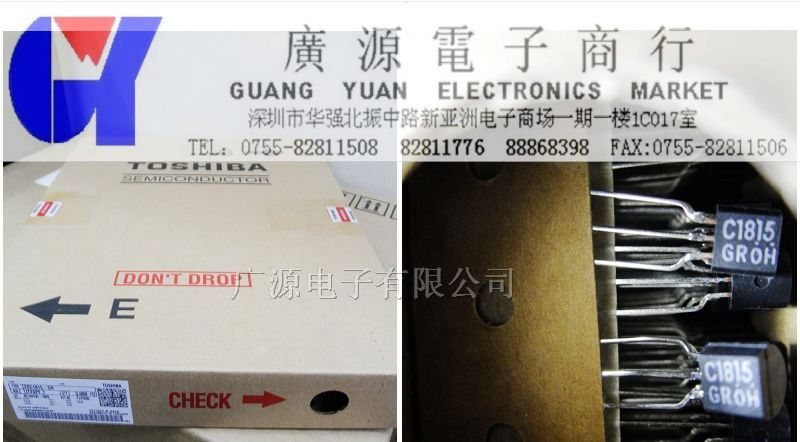 廣源電子商行
GUANG YUAN ELECTRONICS MARKET
深圳市华强北振中路新亚洲电子商场一期一楼1C017室
TEL: 0755-82811508 82811776 88868398 FAX:0755-82811506
TOSHIBA
SEMICONDUCTOR
DON'T DROP
广源电子有限公司
E
CHECK
TOSHIBA
C1815
GROH
C1815
GROH